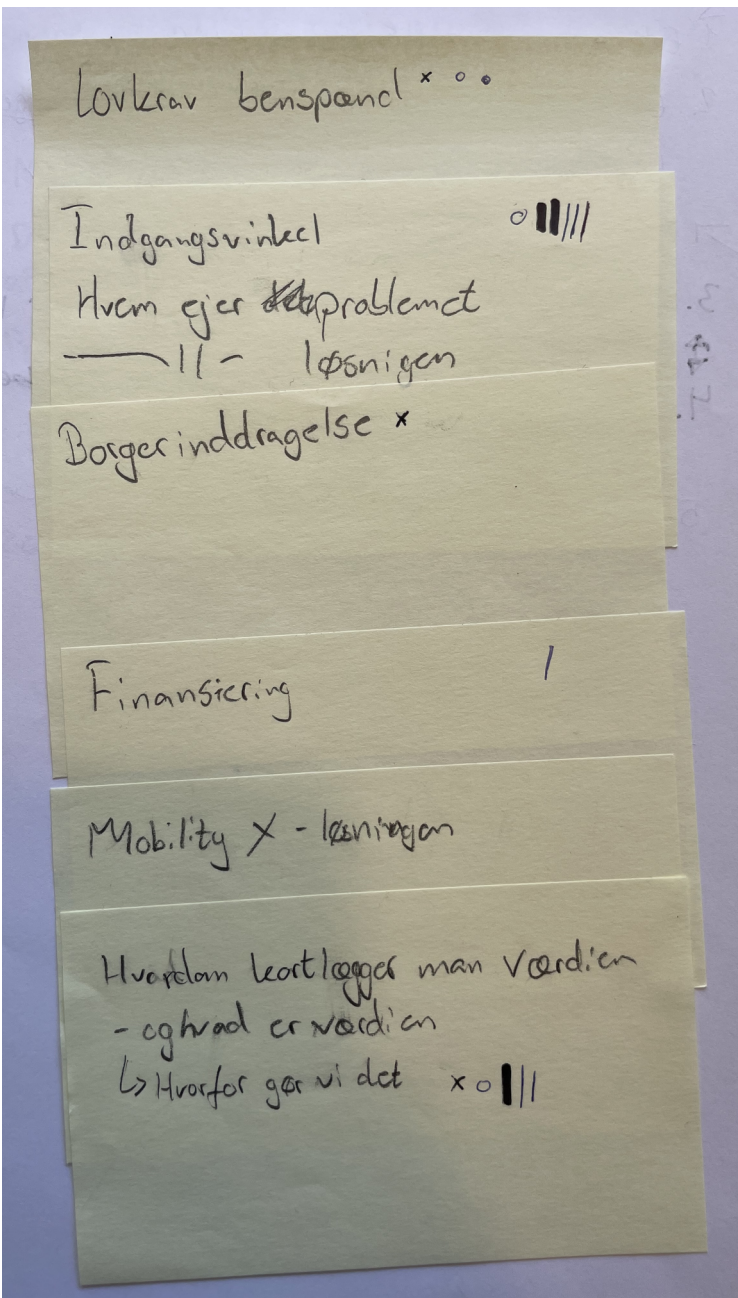 Lovkrav benspænd x o o o
Indgangsvinkel o |||||
Hvem ejer problemet
—||— løsnigen
Borgerinddragelse x
Finansiering |
Mobility X - løsningen
Hvordan kortlægger man værdien
- og hvad er værdien
↳ Hvorfor gør vi det x o |||